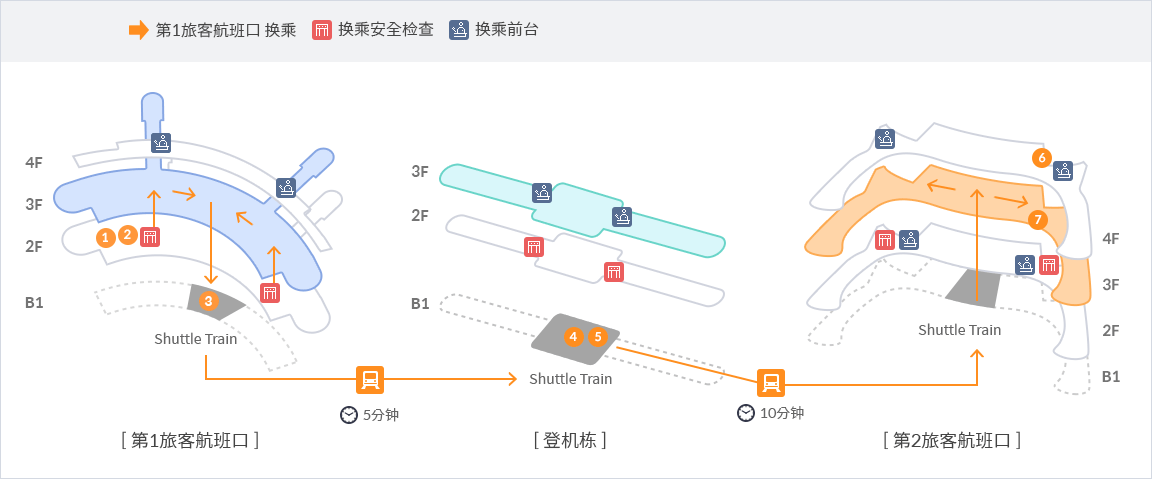 第1旅客航班口 换乘 换乘安全检查 换乘前台
4F
3F
2F
B1
1 2
3
Shuttle Train
5分钟
[ 第1旅客航班口 ]
3F
2F
B1
4 5
Shuttle Train
[ 登机栋 ]
10分钟
6
7
4F
3F
2F
B1
Shuttle Train
[ 第2旅客航班口 ]